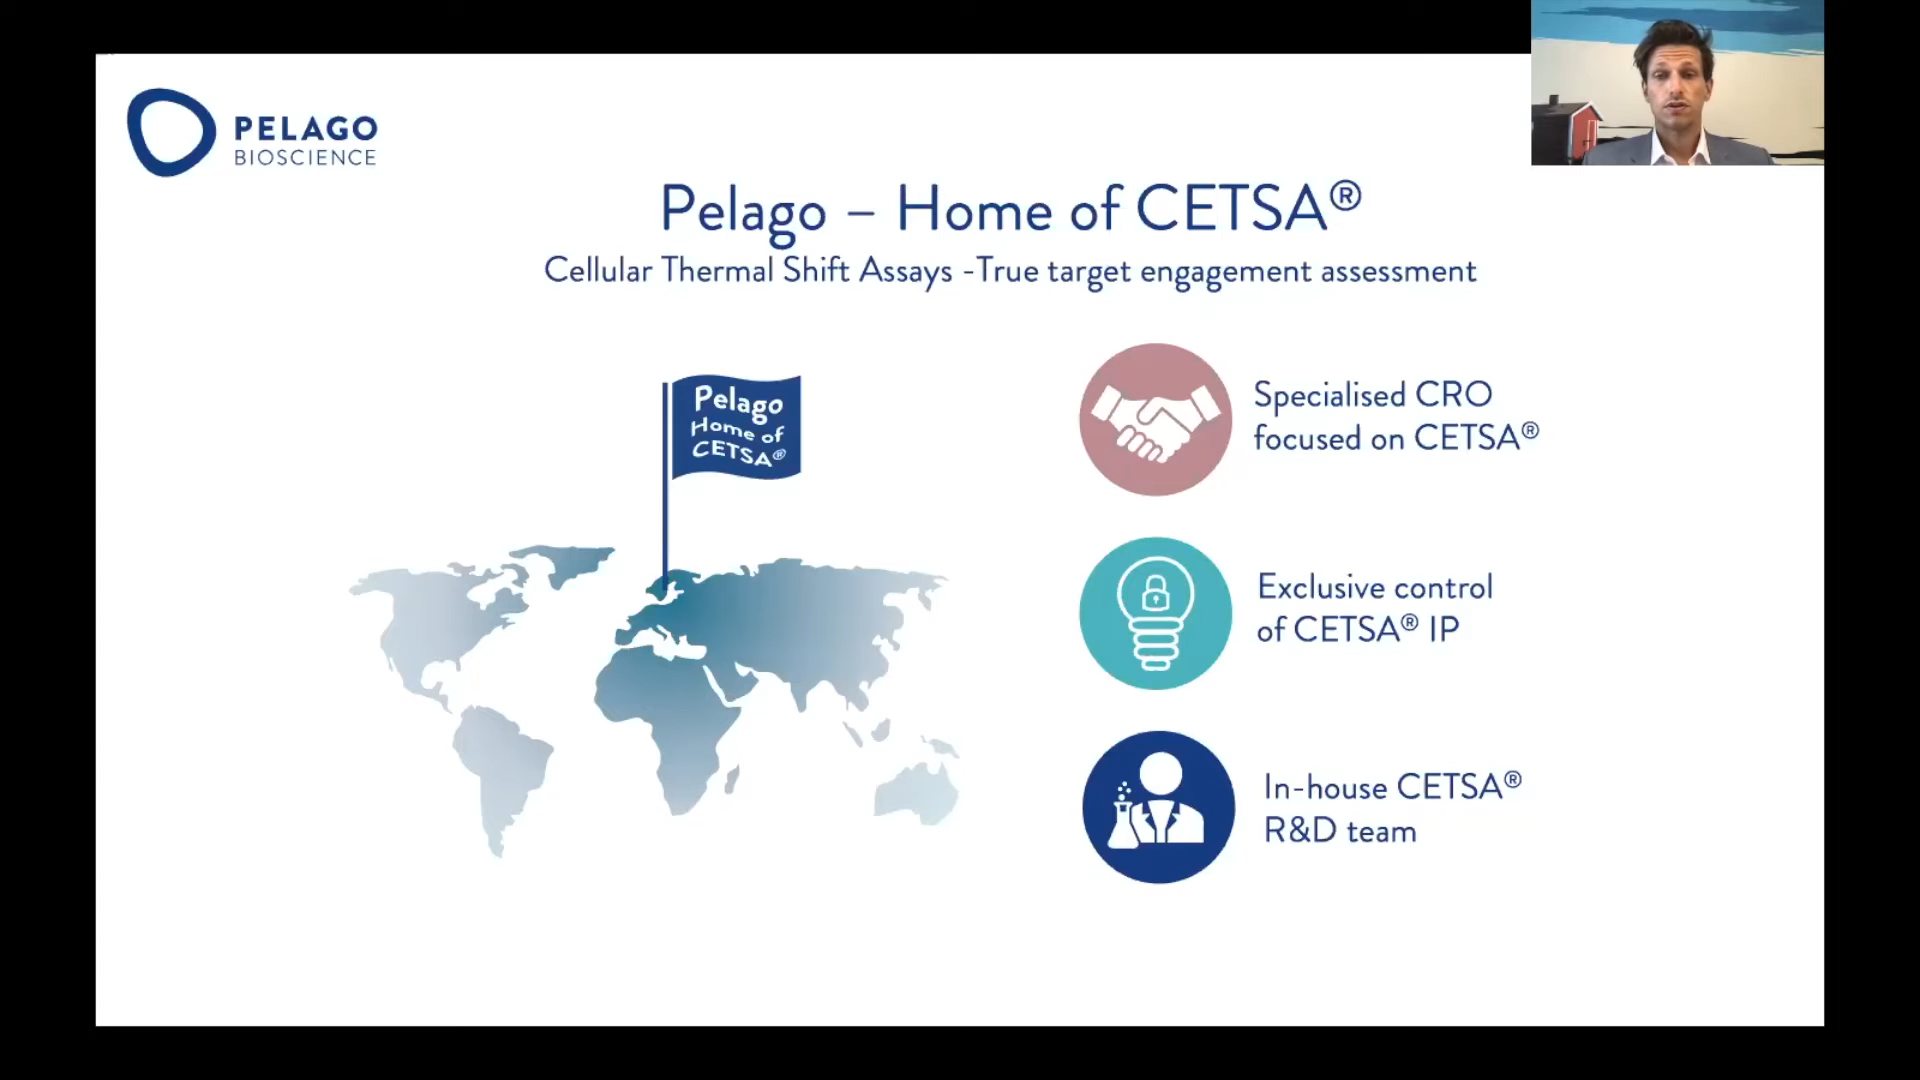 PELAGO
BIOSCIENCE
Pelago – Home of CETSA®
Cellular Thermal Shift Assays -True target engagement assessment
Pelago
Home of
CETSA®
Specialised CRO
focused on CETSA®
Exclusive control
of CETSA® IP
In-house CETSA®
R&D team